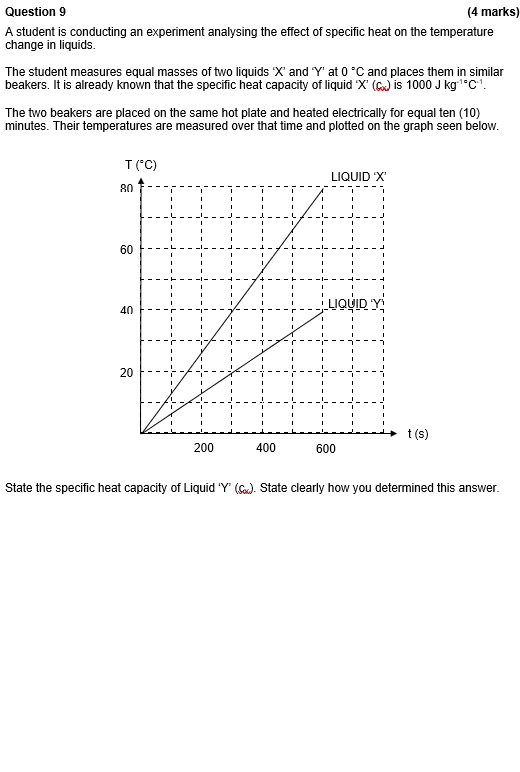 Question 9 (4 marks)
A student is conducting an experiment analysing the effect of specific heat on the temperature
change in liquids.
The student measures equal masses of two liquids ‘X’ and ‘Y’ at 0 °C and places them in similar
beakers. It is already known that the specific heat capacity of liquid ‘X’ ( ) is 1000 J kg⁻¹°C⁻¹.
The two beakers are placed on the same hot plate and heated electrically for equal ten (10)
minutes. Their temperatures are measured over that time and plotted on the graph seen below.
T (°C)
LIQUID ‘X’
80
60
LIQUID ‘Y’
40
20
t (s)
200 400 600
State the specific heat capacity of Liquid ‘Y’ ( ). State clearly how you determined this answer.